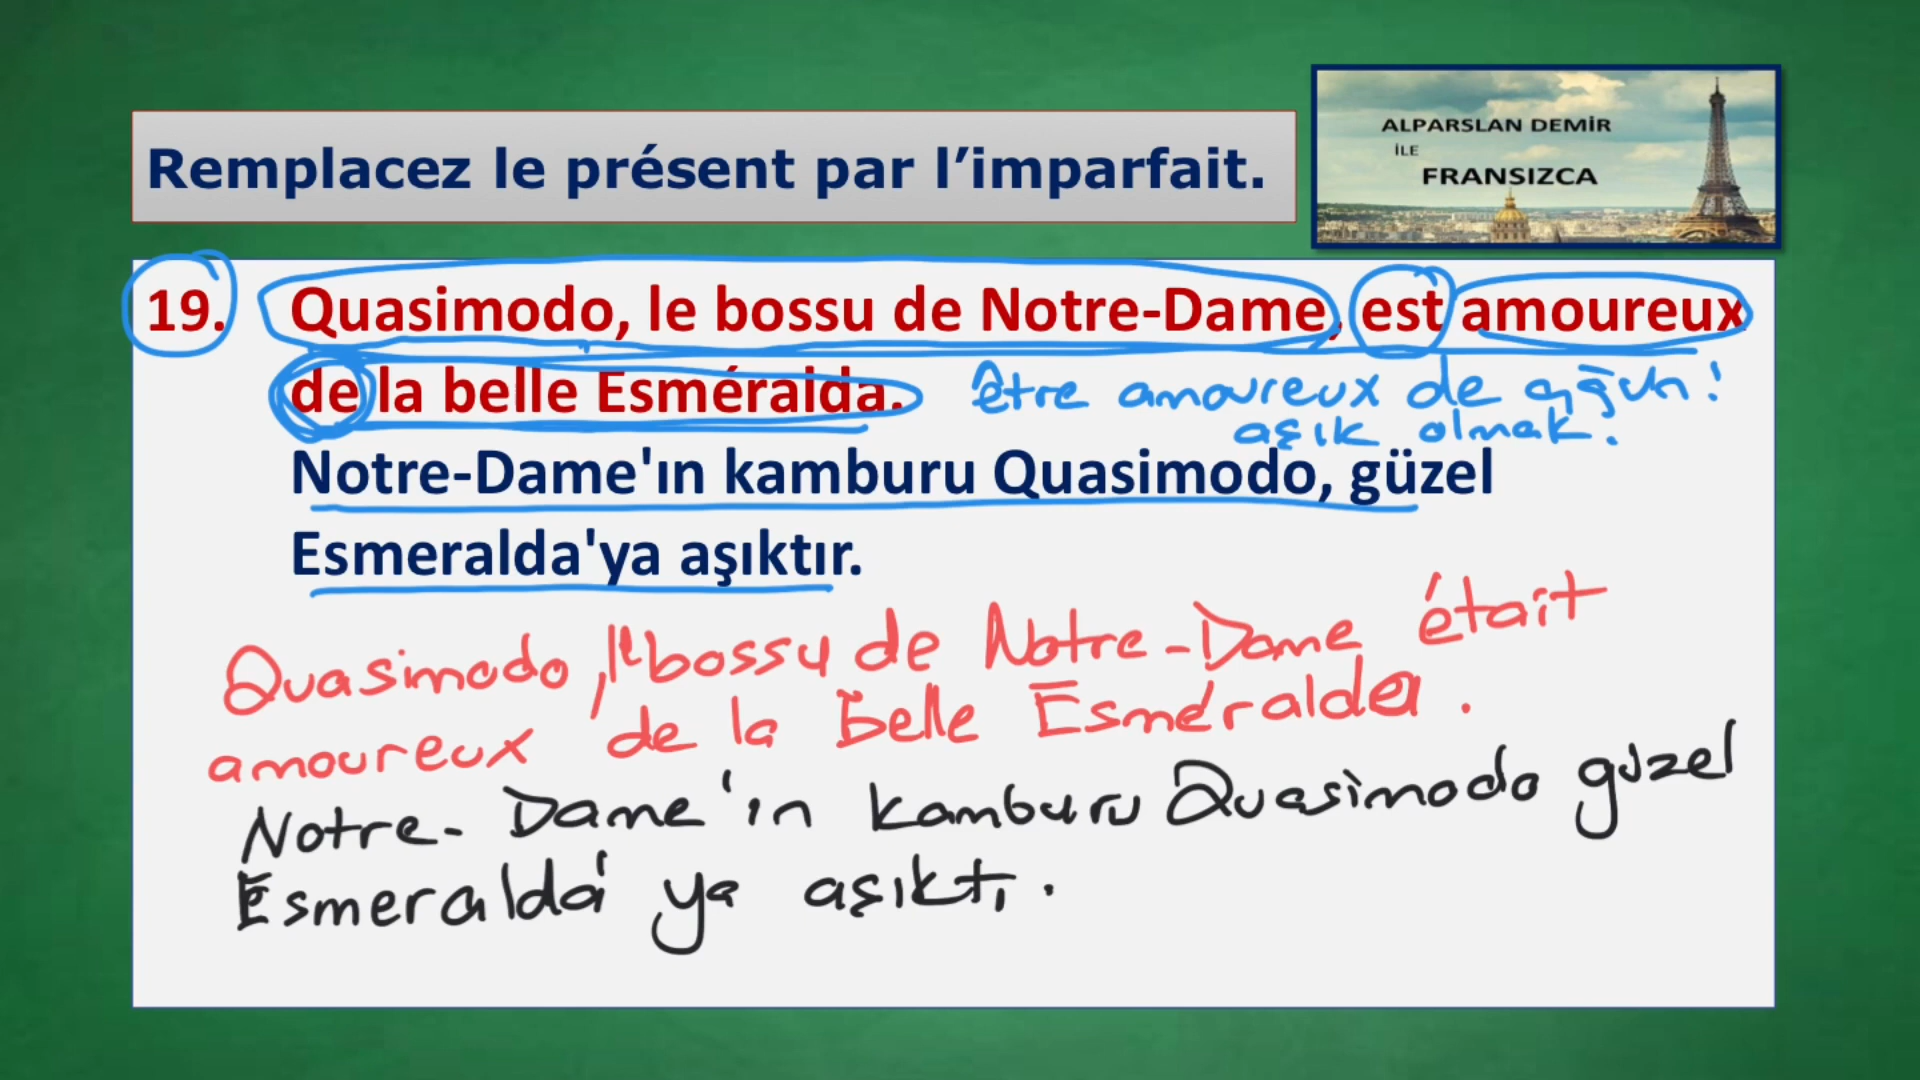 Remplacez le présent par l’imparfait.
ALPARSLAN DEMİR
İLE
FRANSIZCA
19. Quasimodo, le bossu de Notre-Dame, est amoureux
de la belle Esméralda.
être amoureux de
aşık olmak.
Notre-Dame'ın kamburu Quasimodo, güzel
Esmeralda'ya aşıktır.
Quasimodo, le bossu de Notre-Dame était
amoureux de la Belle Esméralda.
Notre-Dame'ın kamburu Quasimodo güzel
Esmeralda'ya aşıktı.